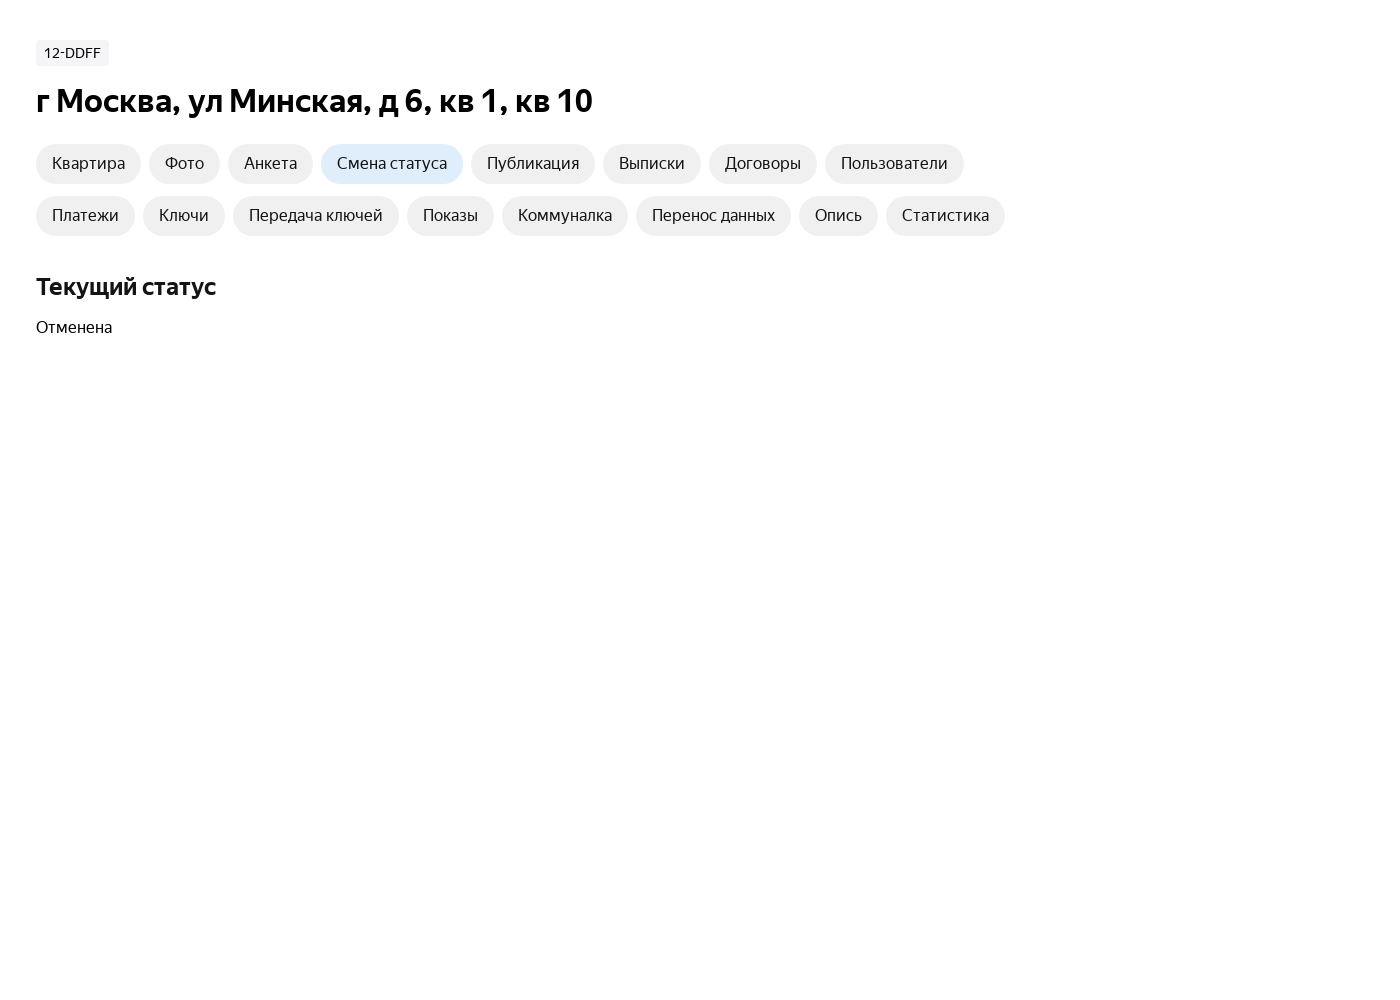 12-DDFF
г Москва, ул Минская, д 6, кв 1, кв 10
Квартира Фото Анкета Смена статуса Публикация Выписки Договоры Пользователи
Платежи Ключи Передача ключей Показы Коммуналка Перенос данных Опись Статистика
Текущий статус
Отменена